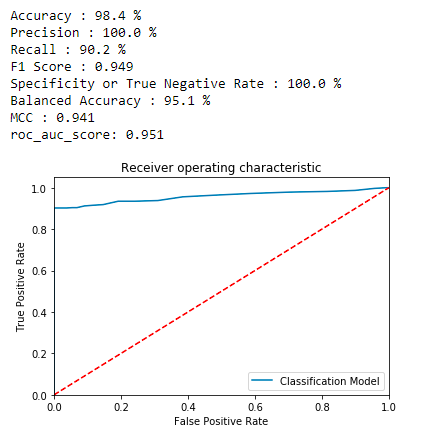 Accuracy : 98.4 %
Precision : 100.0 %
Recall : 90.2 %
F1 Score : 0.949
Specificity or True Negative Rate : 100.0 %
Balanced Accuracy : 95.1 %
MCC : 0.941
roc_auc_score: 0.951
Receiver operating characteristic
1.0
0.8
0.6
0.4
0.2
0.0
True Positive Rate
Classification Model
0.0 0.2 0.4 0.6 0.8 1.0
False Positive Rate